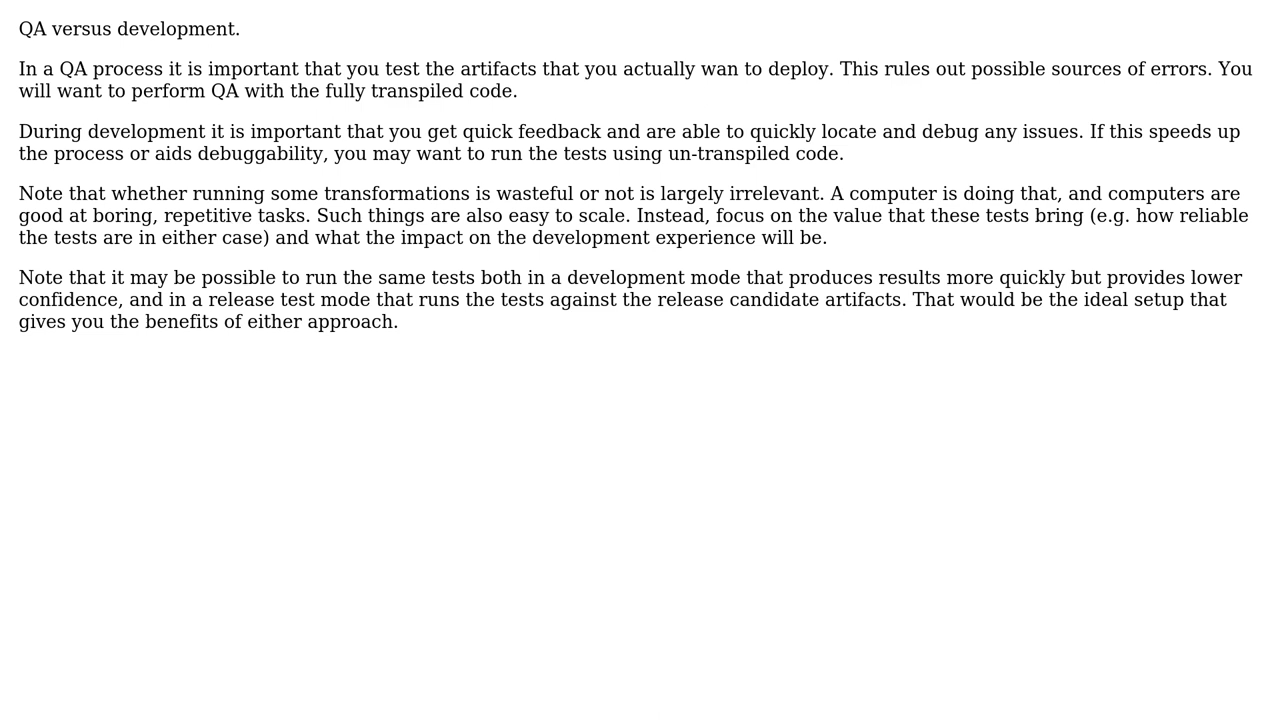 QA versus development.
In a QA process it is important that you test the artifacts that you actually wan to deploy. This rules out possible sources of errors. You
will want to perform QA with the fully transpiled code.
During development it is important that you get quick feedback and are able to quickly locate and debug any issues. If this speeds up
the process or aids debuggability, you may want to run the tests using un-transpiled code.
Note that whether running some transformations is wasteful or not is largely irrelevant. A computer is doing that, and computers are
good at boring, repetitive tasks. Such things are also easy to scale. Instead, focus on the value that these tests bring (e.g. how reliable
the tests are in either case) and what the impact on the development experience will be.
Note that it may be possible to run the same tests both in a development mode that produces results more quickly but provides lower
confidence, and in a release test mode that runs the tests against the release candidate artifacts. That would be the ideal setup that
gives you the benefits of either approach.